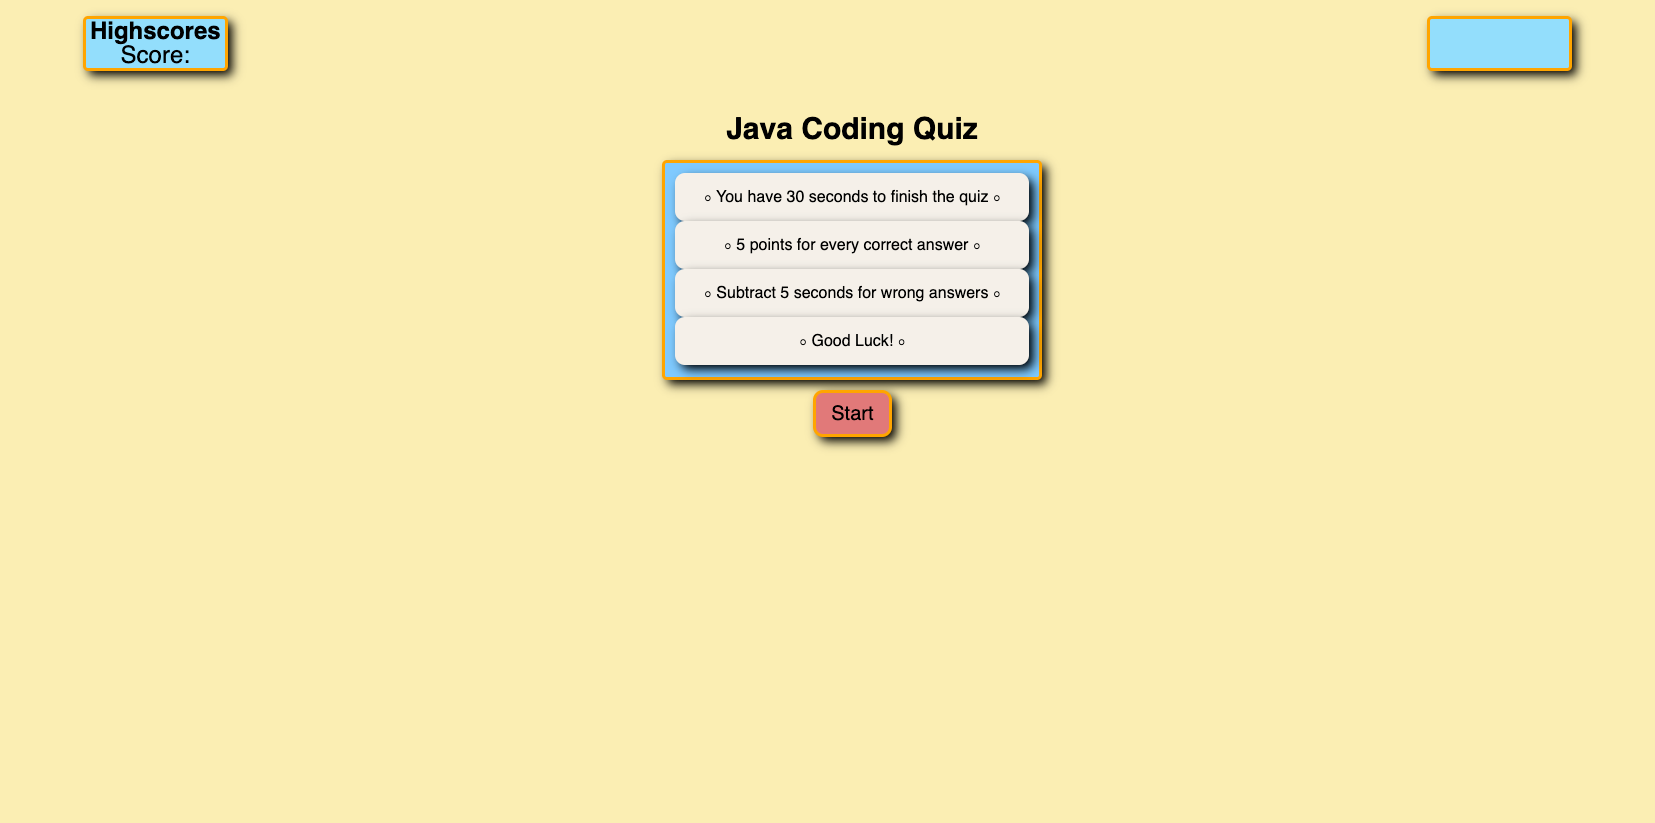 Highscores
Score:
Java Coding Quiz
◦ You have 30 seconds to finish the quiz ◦
◦ 5 points for every correct answer ◦
◦ Subtract 5 seconds for wrong answers ◦
◦ Good Luck! ◦
Start